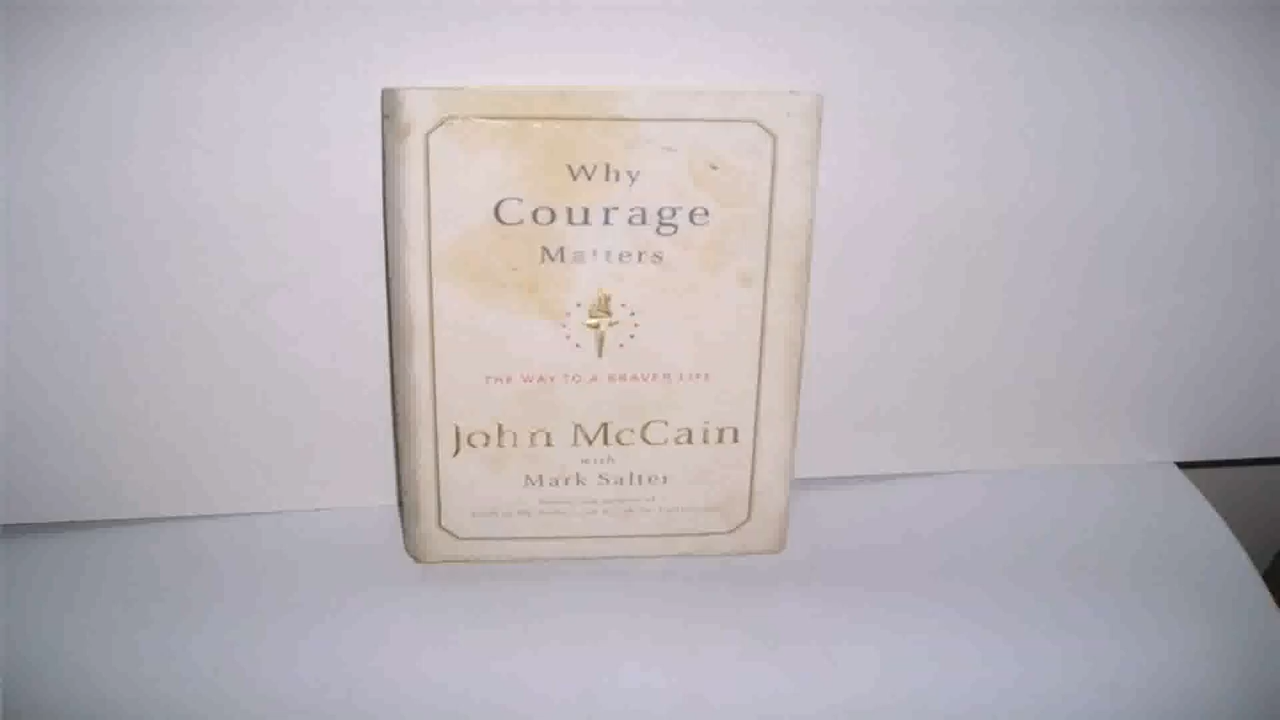 Why
Courage
Matters
THE WAY TO A BRAVER LIFE
John McCain
with
Mark Salter